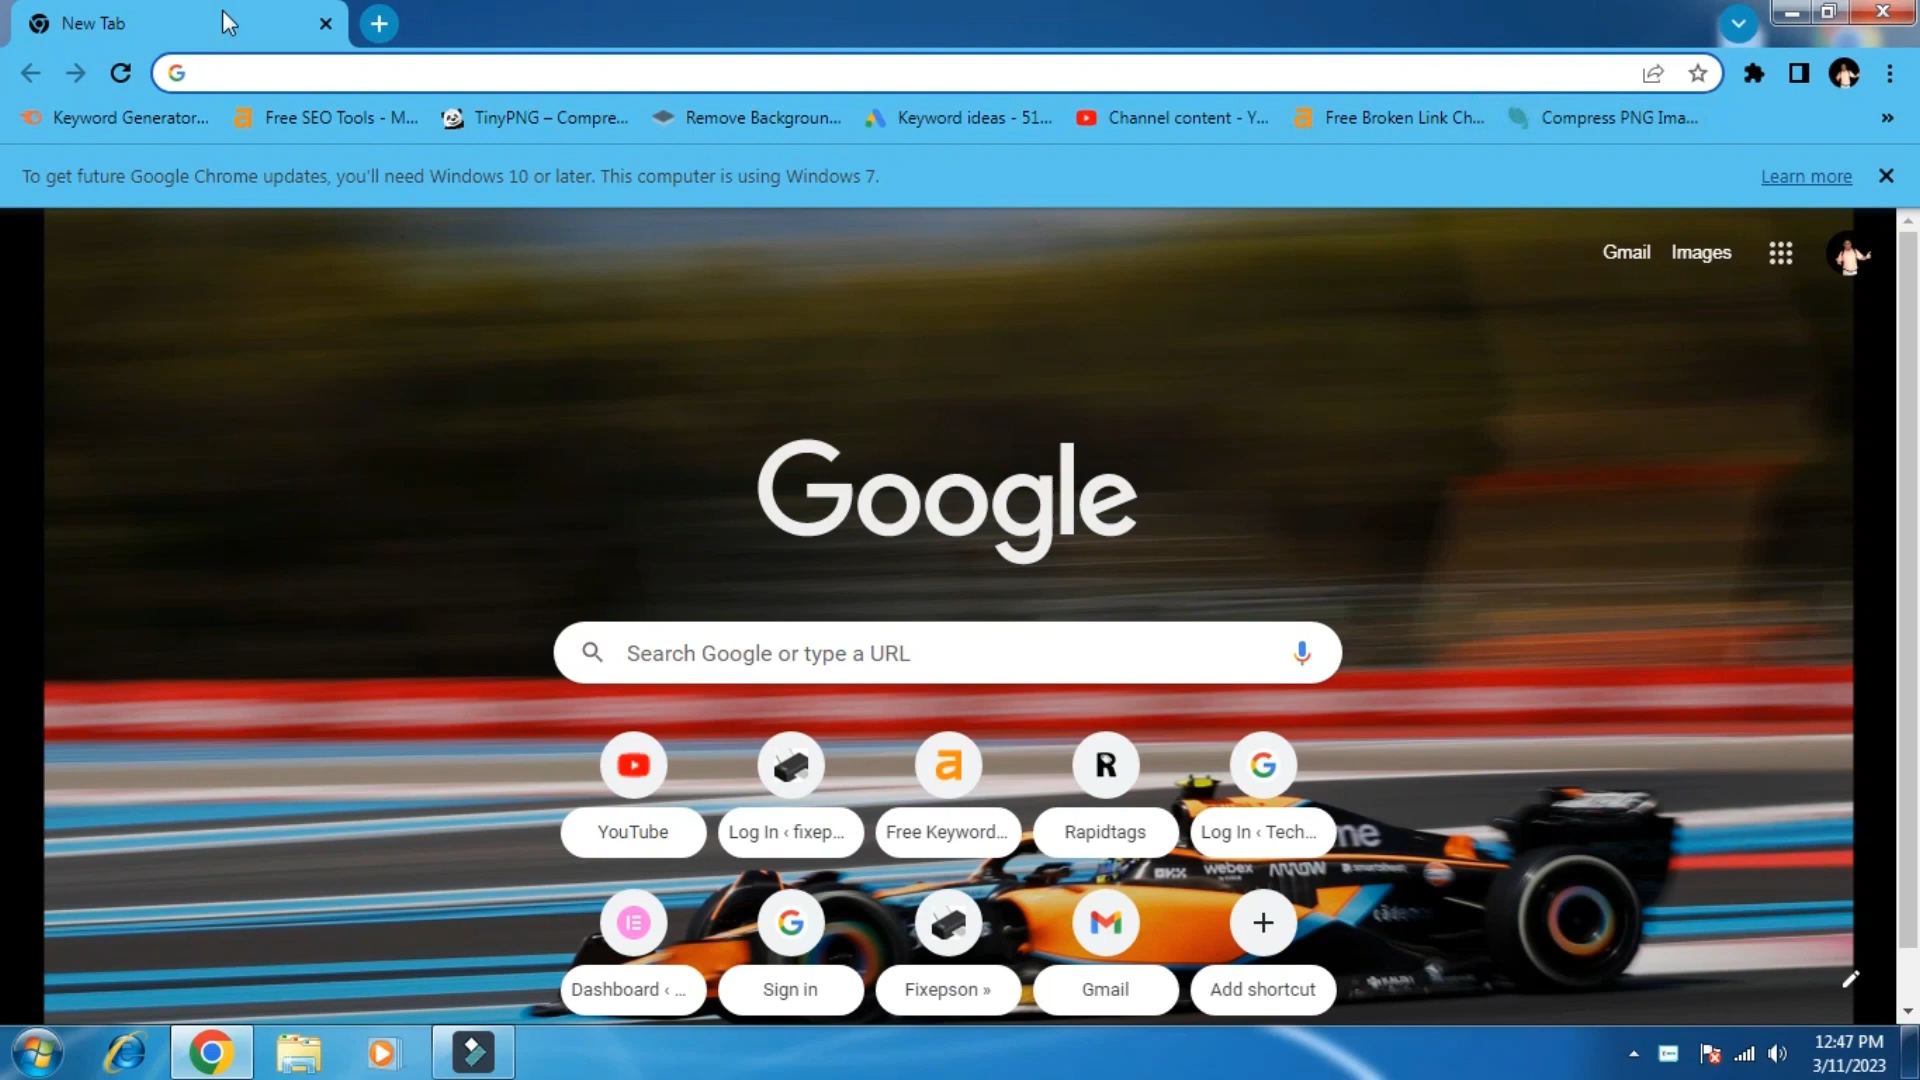 New Tab
Keyword Generator...
Free SEO Tools - M...
TinyPNG – Compre...
Remove Backgroun...
Keyword ideas - 51...
Channel content - Y...
Free Broken Link Ch...
Compress PNG Ima...
»
To get future Google Chrome updates, you'll need Windows 10 or later. This computer is using Windows 7.
Learn more
Gmail Images
Google
Search Google or type a URL
YouTube
Log In ‹ fixep...
Free Keyword...
Rapidtags
Log In ‹ Tech...
webex
ARROW
Dashboard ‹ ...
Sign in
Fixepson »
Gmail
Add shortcut
12:47 PM
3/11/2023